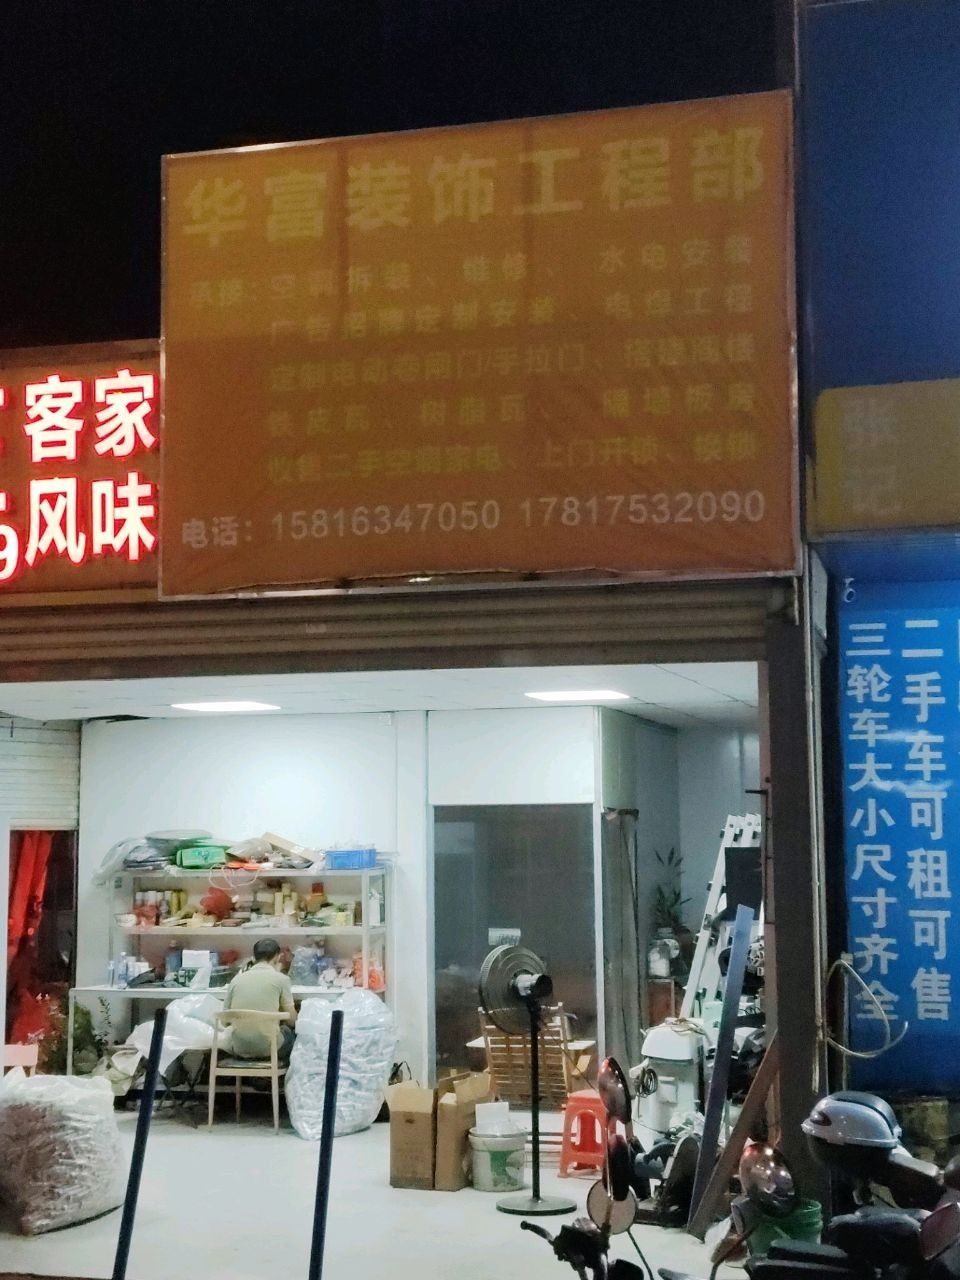 华富装饰工程部
承接：空调拆装、维修、水电安装
广告招牌定制安装、电焊工程
定制电动卷闸门/手拉门、搭建阁楼
铁皮瓦、树脂瓦、隔墙板等
收售二手空调家电、上门开锁、换锁
电话：15816347050 17817532090
客家
风味
张记
二手车可租可售
三轮车大小尺寸齐全